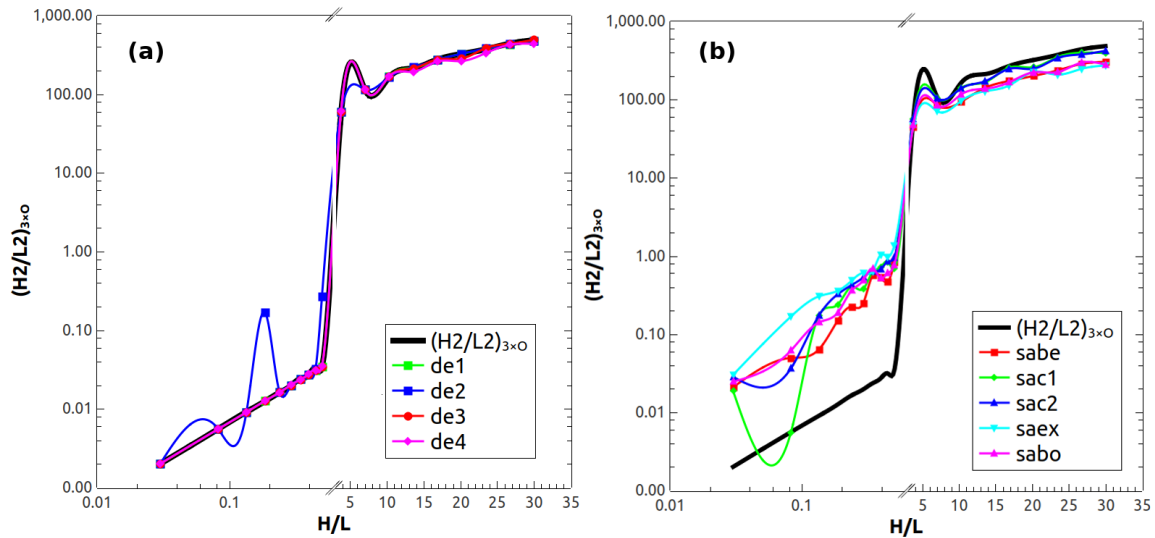 (a)
1,000.00
100.00
10.00
1.00
0.10
0.01
0.00
(H2/L2)₃ₓO
0.01 0.1 5 10 15 20 25 30 35
H/L
(H2/L2)₃ₓO
de1
de2
de3
de4
(b)
1,000.00
100.00
10.00
1.00
0.10
0.01
0.00
(H2/L2)₃ₓO
0.01 0.1 5 10 15 20 25 30 35
H/L
(H2/L2)₃ₓO
sabe
sac1
sac2
saex
sabo